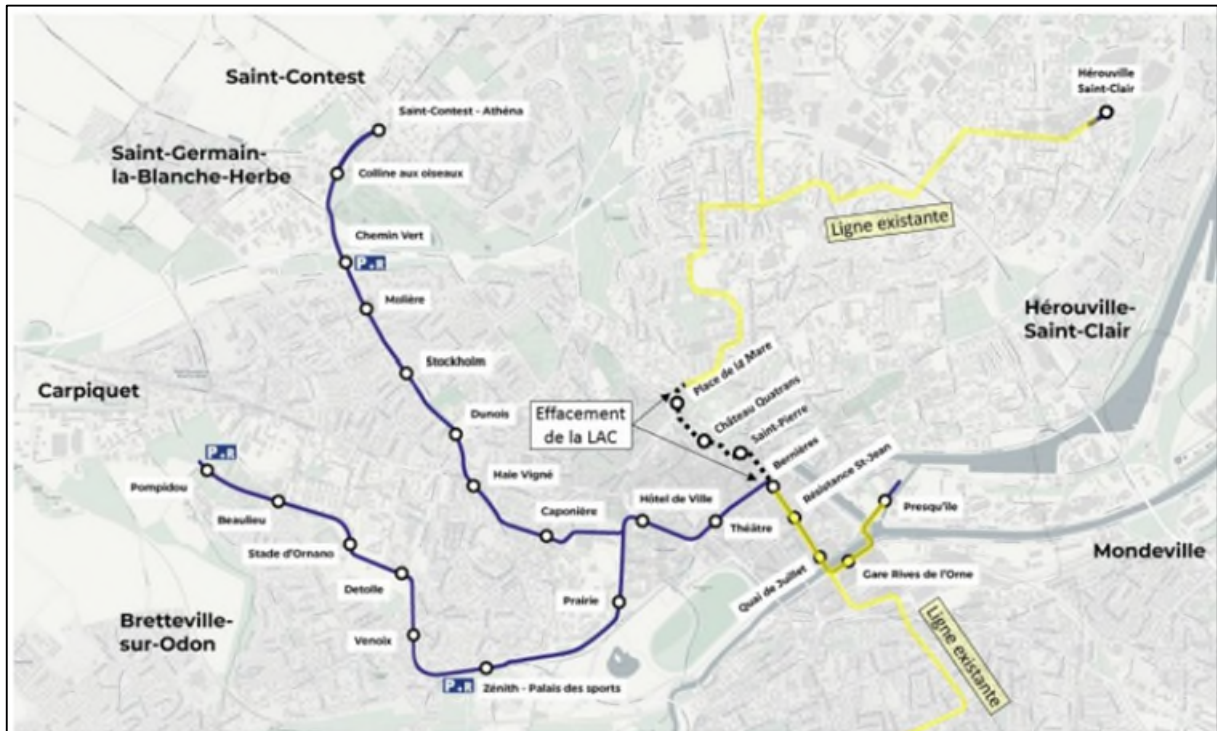 Saint-Contest
Hérouville
Saint-Clair
Saint-Contest - Athéna
Saint-Germain-
la-Blanche-Herbe
Colline aux oiseaux
Ligne existante
Chemin Vert
P+R
Molière
Hérouville-
Saint-Clair
Stockholm
Place de la Mare
Carpiquet
Effacement
de la LAC
Château Quatrans
Saint-Pierre
Dunois
Bernières
P+R
Pompidou
Haie Vigné
Résistance St-Jean
Beaulieu
Hôtel de Ville
Presqu'île
Caponière
Théâtre
Stade d'Ornano
Mondeville
Quai de Juillet
Gare Rives de l'Orne
Detolle
Prairie
Bretteville-
sur-Odon
Venoix
Ligne existante
P+R
Zénith - Palais des sports